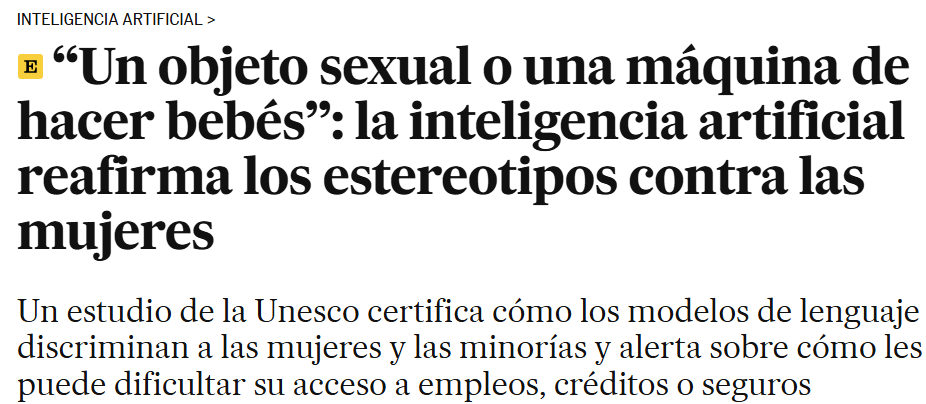 INTELIGENCIA ARTIFICIAL >
E “Un objeto sexual o una máquina de
hacer bebés”: la inteligencia artificial
reafirma los estereotipos contra las
mujeres
Un estudio de la Unesco certifica cómo los modelos de lenguaje
discriminan a las mujeres y las minorías y alerta sobre cómo les
puede dificultar su acceso a empleos, créditos o seguros